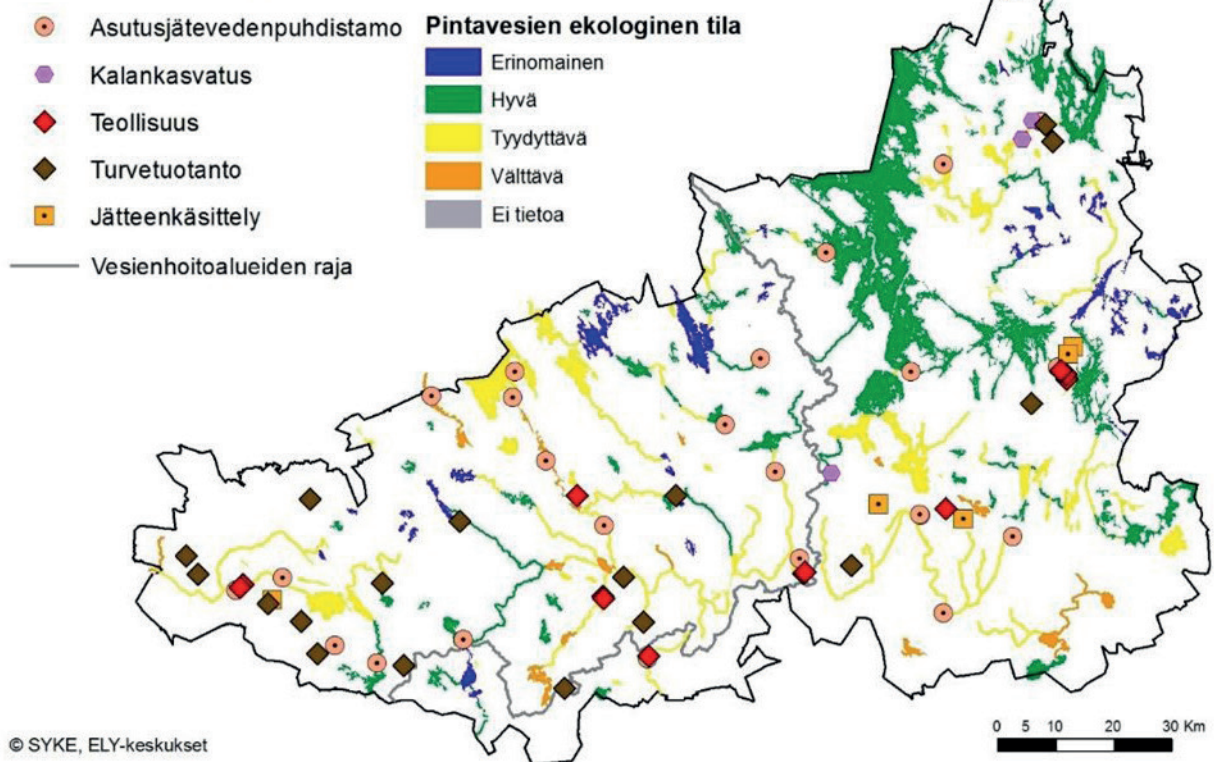 Asutusjätevedenpuhdistamo
Kalankasvatus
Teollisuus
Turvetuotanto
Jätteenkäsittely
Vesienhoitoalueiden raja
Pintavesien ekologinen tila
Erinomainen
Hyvä
Tyydyttävä
Välttävä
Ei tietoa
© SYKE, ELY-keskukset
0 5 10 20 30 Km